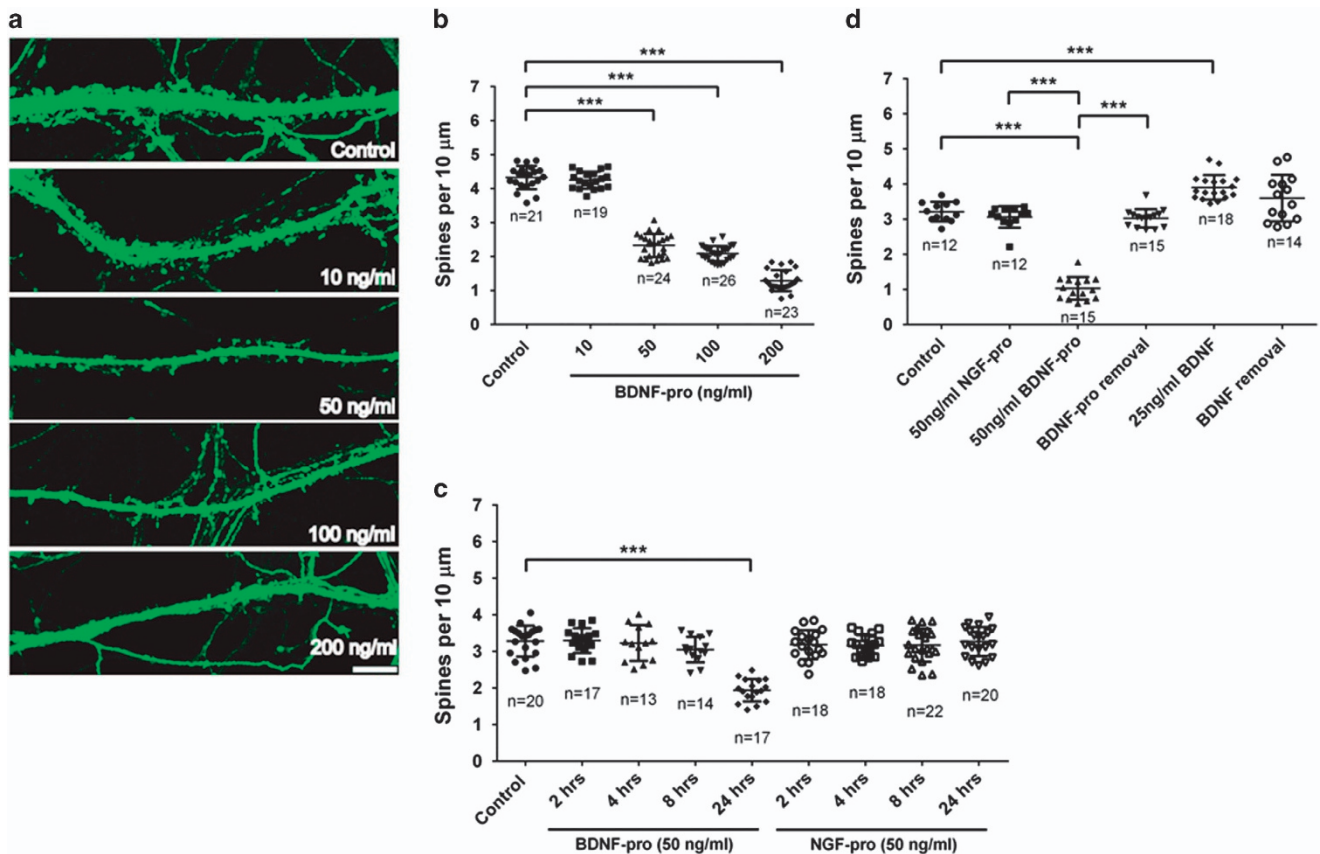 a
Control
10 ng/ml
50 ng/ml
100 ng/ml
200 ng/ml
b
***
***
***
Spines per 10 μm
7
6
5
4
3
2
1
0
n=21
n=19
n=24
n=26
n=23
Control
10
50
100
200
BDNF-pro (ng/ml)
d
***
***
***
***
Spines per 10 μm
7
6
5
4
3
2
1
0
n=12
n=12
n=15
n=15
n=18
n=14
Control
50ng/ml NGF-pro
50ng/ml BDNF-pro
BDNF-pro removal
25ng/ml BDNF
BDNF removal
c
***
Spines per 10 μm
7
6
5
4
3
2
1
0
n=20
n=17
n=13
n=14
n=17
n=18
n=18
n=22
n=20
Control
2 hrs
4 hrs
8 hrs
24 hrs
2 hrs
4 hrs
8 hrs
24 hrs
BDNF-pro (50 ng/ml)
NGF-pro (50 ng/ml)